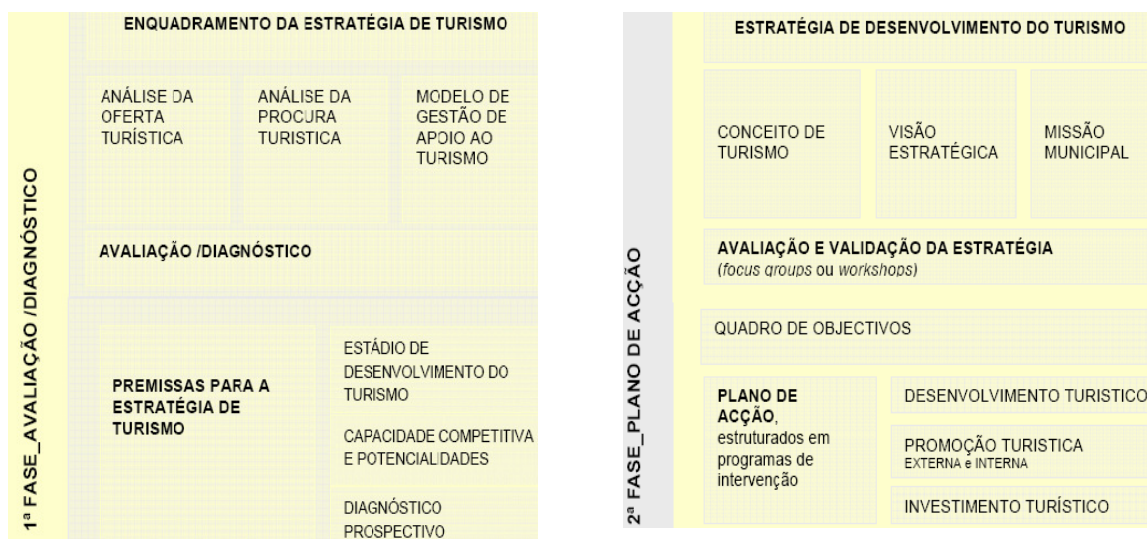 1ª FASE_AVALIAÇÃO /DIAGNÓSTICO
ENQUADRAMENTO DA ESTRATÉGIA DE TURISMO
ANÁLISE DA
OFERTA
TURÍSTICA
ANÁLISE DA
PROCURA
TURISTICA
MODELO DE
GESTÃO DE
APOIO AO
TURISMO
AVALIAÇÃO /DIAGNÓSTICO
PREMISSAS PARA A
ESTRATÉGIA DE
TURISMO
ESTÁDIO DE
DESENVOLVIMENTO DO
TURISMO
CAPACIDADE COMPETITIVA
E POTENCIALIDADES
DIAGNÓSTICO
PROSPECTIVO
2ª FASE_PLANO DE ACÇÃO
ESTRATÉGIA DE DESENVOLVIMENTO DO TURISMO
CONCEITO DE
TURISMO
VISÃO
ESTRATÉGICA
MISSÃO
MUNICIPAL
AVALIAÇÃO E VALIDAÇÃO DA ESTRATÉGIA
(focus groups ou workshops)
QUADRO DE OBJECTIVOS
PLANO DE
ACÇÃO,
estruturados em
programas de
intervenção
DESENVOLVIMENTO TURISTICO
PROMOÇÃO TURISTICA
EXTERNA e INTERNA
INVESTIMENTO TURÍSTICO